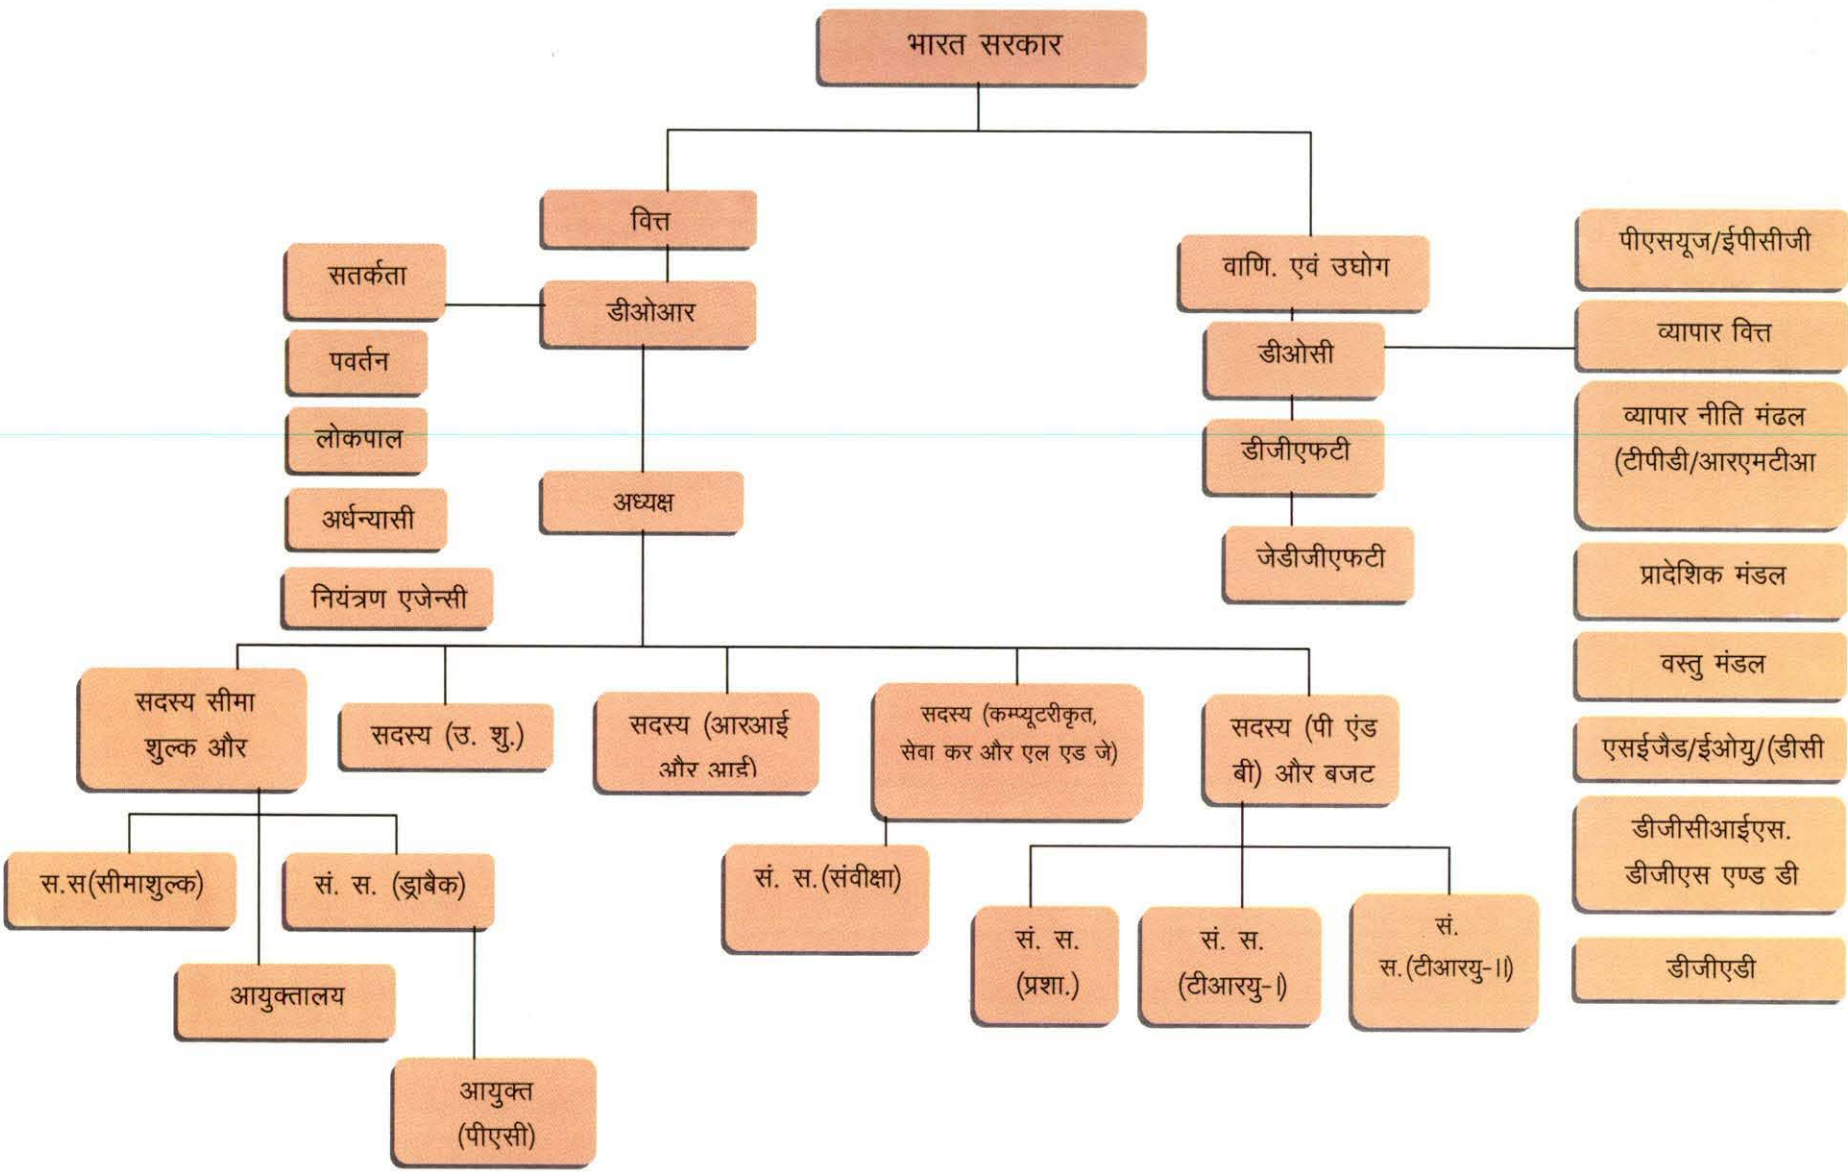 भारत सरकार
वित्त
सतर्कता
डीओआर
पवर्तन
लोकपाल
अर्धन्यासी
नियंत्रण एजेन्सी
अध्यक्ष
वाणि. एवं उघोग
डीओसी
डीजीएफटी
जेडीजीएफटी
पीएसयूज/ईपीसीजी
व्यापार वित्त
व्यापार नीति मंढल
(टीपीडी/आरएमटीआ
प्रादेशिक मंडल
वस्तु मंडल
एसईजैड/ईओयु/(डीसी
डीजीसीआईएस.
डीजीएस एण्ड डी
डीजीएडी
सदस्य सीमा
शुल्क और
सदस्य (उ. शु.)
सदस्य (आरआई
और आई)
सदस्य (कम्प्यूटरीकृत,
सेवा कर और एल एड जे)
सदस्य (पी एंड
बी) और बजट
स.स(सीमाशुल्क)
सं. स. (ड्राबैक)
आयुक्तालय
आयुक्त
(पीएसी)
सं. स.(संवीक्षा)
सं. स.
(प्रशा.)
सं. स.
(टीआरयु-I)
सं.
स.(टीआरयु-II)